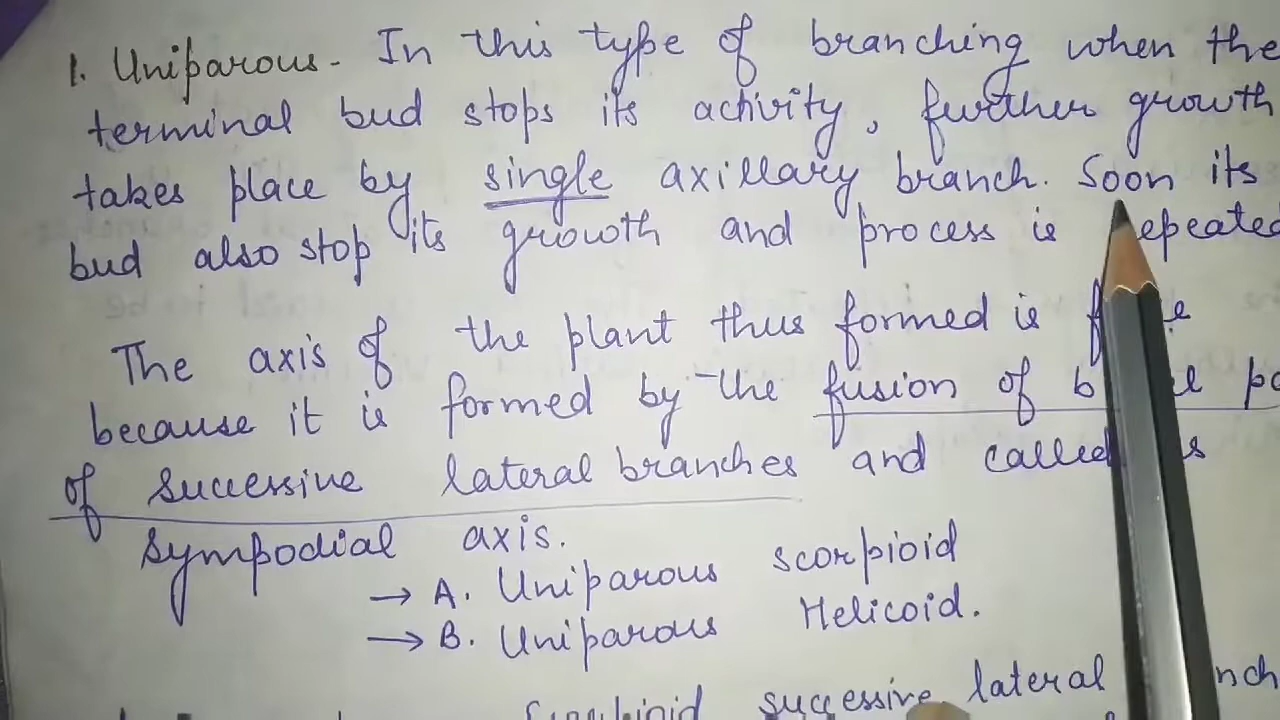 1. Uniparous- In this type of branching when the
terminal bud stops its activity, further growth
takes place by single axillary branch. Soon its
bud also stop its growth and process is repeated
The axis of the plant thus formed is
because it is formed by the fusion of
of successive lateral branches and called
sympodial axis.
→ A. Uniparous scorpioid
→ B. Uniparous Helicoid.
successive lateral